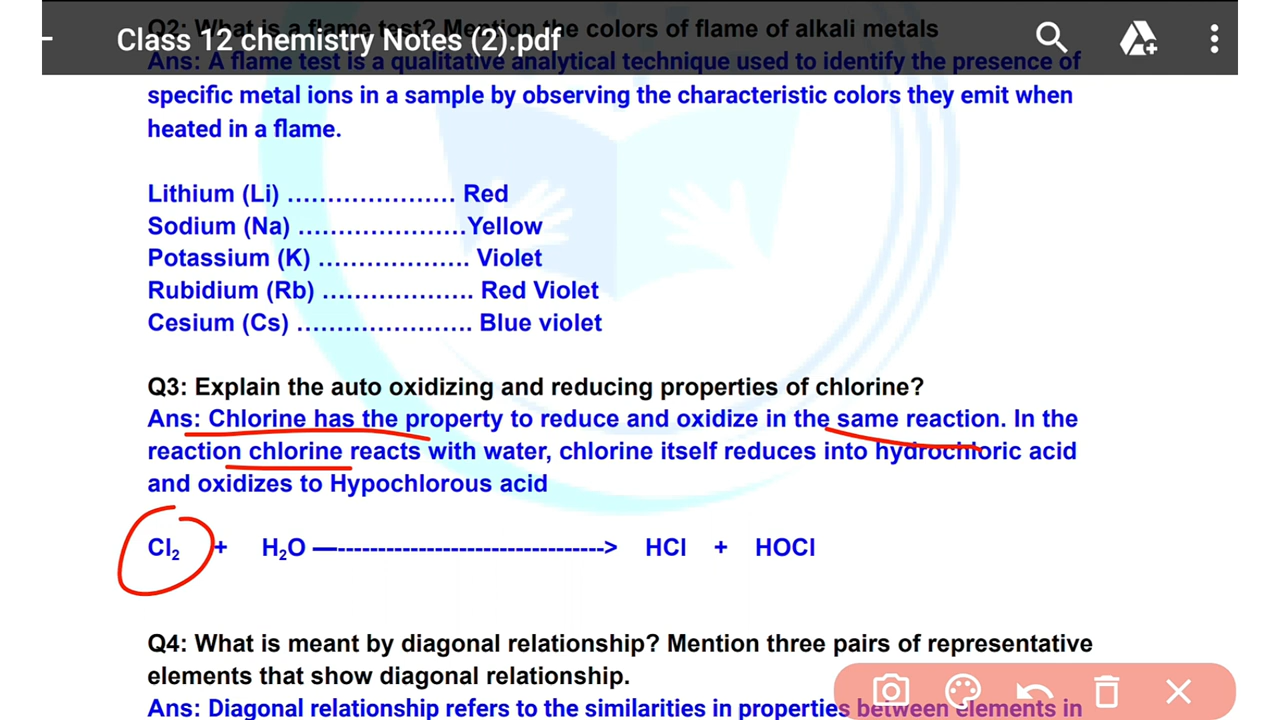 Q2: What is a flame test? Mention the colors of flame of alkali metals
Class 12 chemistry Notes (2).pdf
Ans: A flame test is a qualitative analytical technique used to identify the presence of
specific metal ions in a sample by observing the characteristic colors they emit when
heated in a flame.
Lithium (Li) ………………… Red
Sodium (Na) …………………Yellow
Potassium (K) ………………. Violet
Rubidium (Rb) ………………. Red Violet
Cesium (Cs) …………………. Blue violet
Q3: Explain the auto oxidizing and reducing properties of chlorine?
Ans: Chlorine has the property to reduce and oxidize in the same reaction. In the
reaction chlorine reacts with water, chlorine itself reduces into hydrochloric acid
and oxidizes to Hypochlorous acid
Cl₂ + H₂O —---------------------------------> HCl + HOCl
Q4: What is meant by diagonal relationship? Mention three pairs of representative
elements that show diagonal relationship.
Ans: Diagonal relationship refers to the similarities in properties between elements in